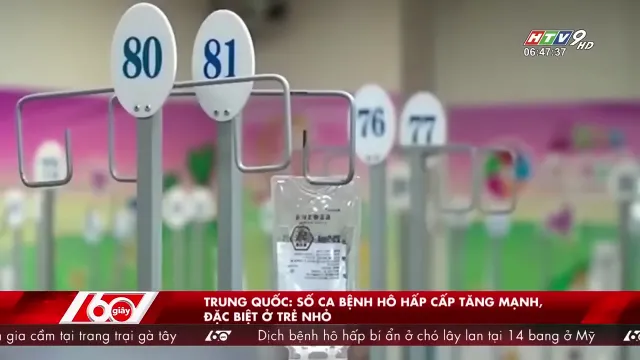 80
81
76
77
HTV9 HD
06:47:37
60 giây
TRUNG QUỐC: SỐ CA BỆNH HÔ HẤP CẤP TĂNG MẠNH,
ĐẶC BIỆT Ở TRẺ NHỎ
n gia cầm tại trang trại gà tây
Dịch bệnh hô hấp bí ẩn ở chó lây lan tại 14 bang ở Mỹ